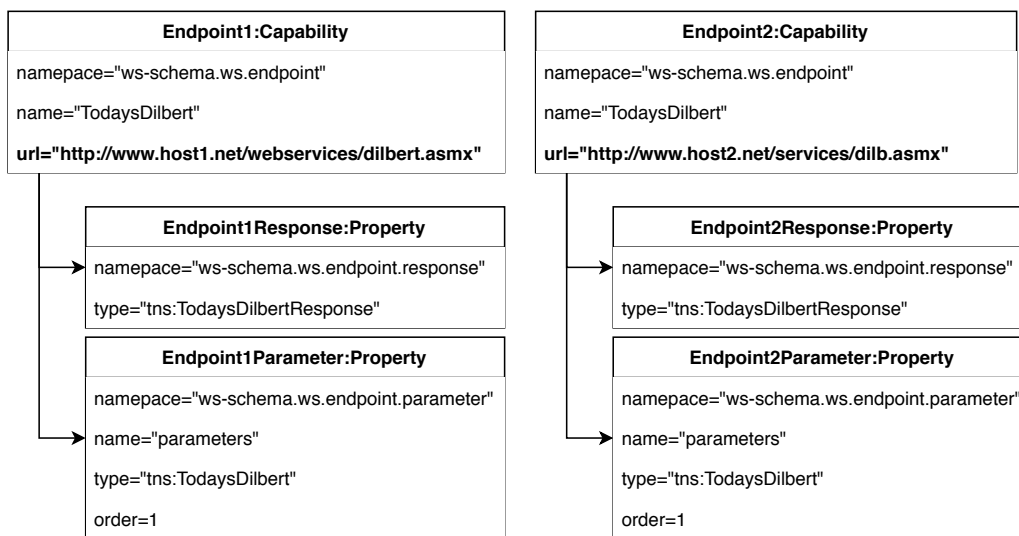 Endpoint1:Capability
namepace="ws-schema.ws.endpoint"
name="TodaysDilbert"
url="http://www.host1.net/webservices/dilbert.asmx"
Endpoint1Response:Property
namepace="ws-schema.ws.endpoint.response"
type="tns:TodaysDilbertResponse"
Endpoint1Parameter:Property
namepace="ws-schema.ws.endpoint.parameter"
name="parameters"
type="tns:TodaysDilbert"
order=1
Endpoint2:Capability
namepace="ws-schema.ws.endpoint"
name="TodaysDilbert"
url="http://www.host2.net/services/dilb.asmx"
Endpoint2Response:Property
namepace="ws-schema.ws.endpoint.response"
type="tns:TodaysDilbertResponse"
Endpoint2Parameter:Property
namepace="ws-schema.ws.endpoint.parameter"
name="parameters"
type="tns:TodaysDilbert"
order=1